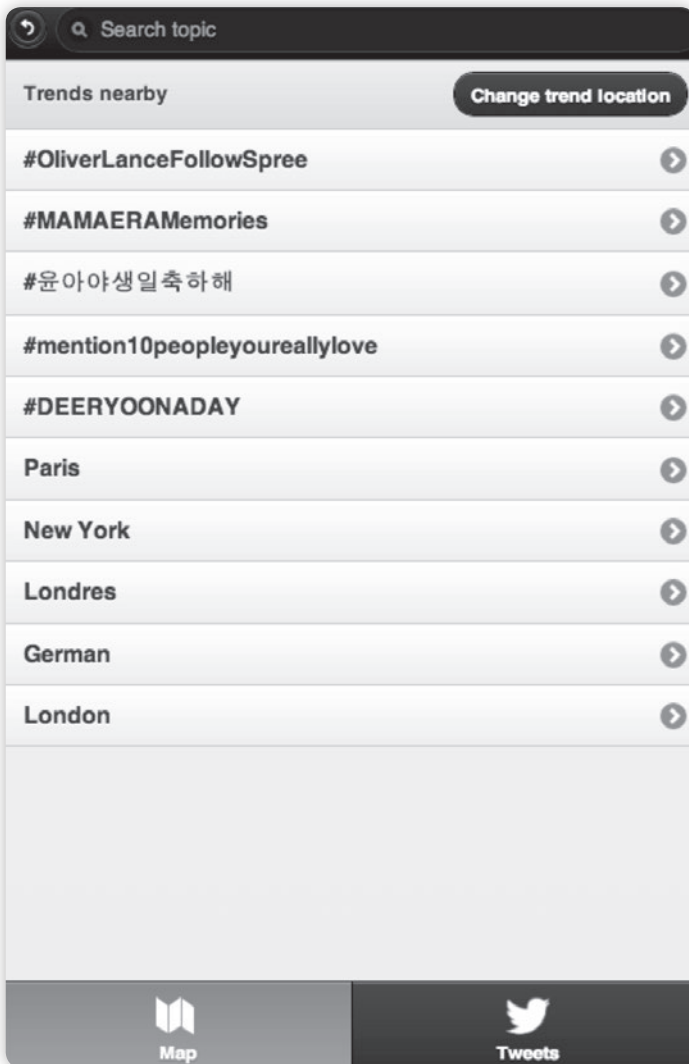 Search topic
Trends nearby
Change trend location
#OliverLanceFollowSpree
#MAMAERAMemories
#윤아야생일축하해
#mention10peopleyoureallylove
#DEERYOONADAY
Paris
New York
Londres
German
London
Map
Tweets